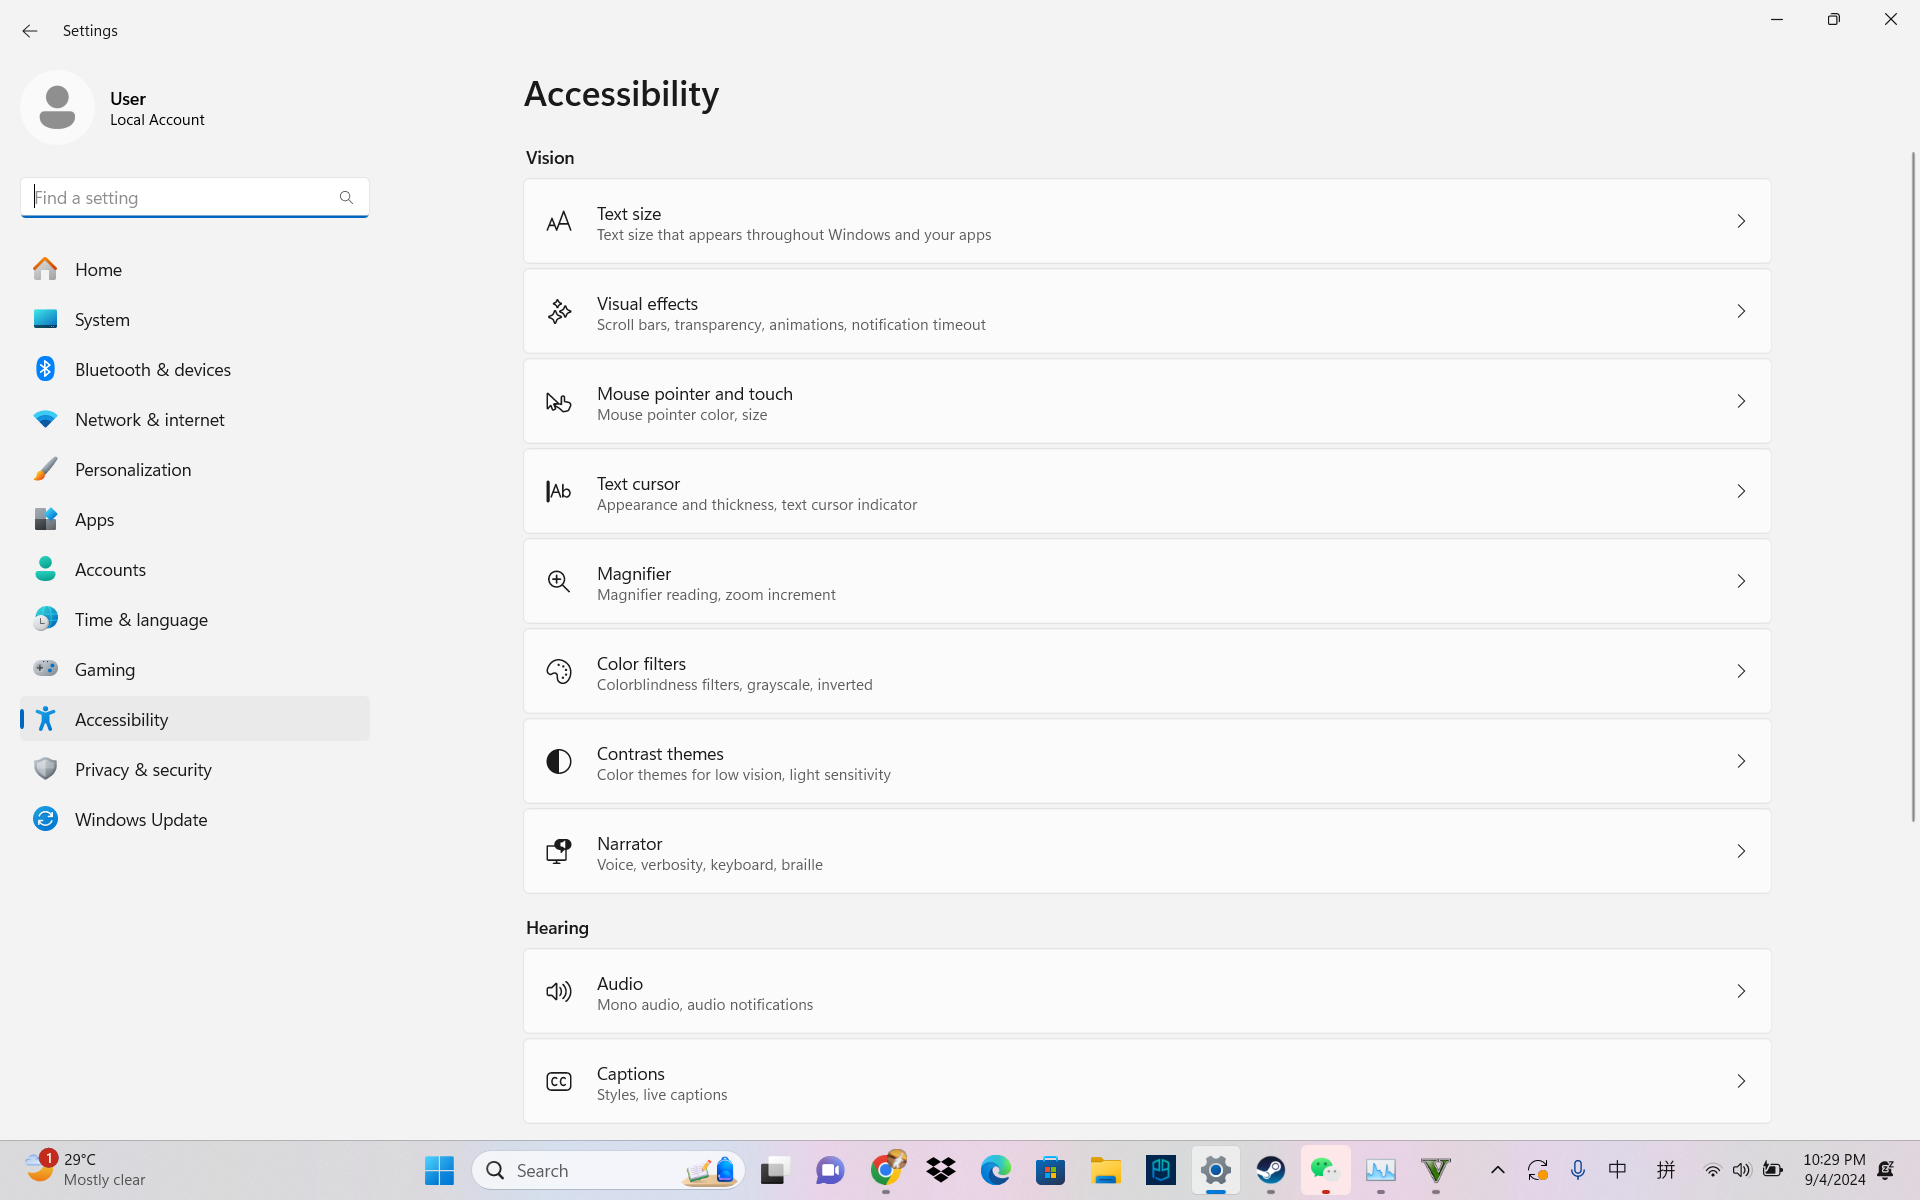 Settings
User
Local Account
Find a setting
Home
System
Bluetooth & devices
Network & internet
Personalization
Apps
Accounts
Time & language
Gaming
Accessibility
Privacy & security
Windows Update
Accessibility
Vision
Text size
Text size that appears throughout Windows and your apps
Visual effects
Scroll bars, transparency, animations, notification timeout
Mouse pointer and touch
Mouse pointer color, size
Ab
Text cursor
Appearance and thickness, text cursor indicator
Magnifier
Magnifier reading, zoom increment
Color filters
Colorblindness filters, grayscale, inverted
Contrast themes
Color themes for low vision, light sensitivity
Narrator
Voice, verbosity, keyboard, braille
Hearing
Audio
Mono audio, audio notifications
CC
Captions
Styles, live captions
1
29°C
Mostly clear
Search
中
拼
10:29 PM
9/4/2024